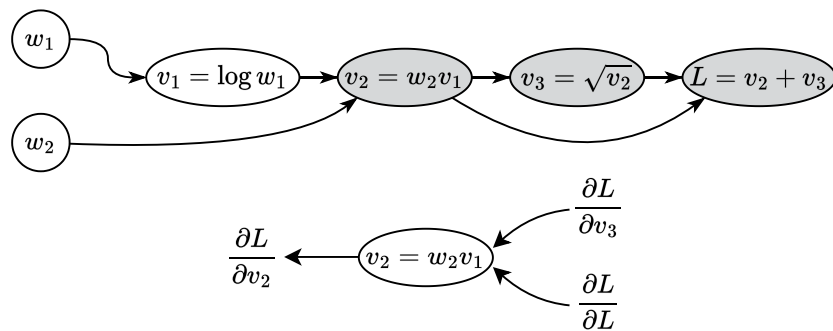 w₁
v₁ = log w₁
v₂ = w₂v₁
v₃ = √v₂
L = v₂ + v₃
w₂
∂L/∂v₃
∂L/∂v₂
v₂ = w₂v₁
∂L/∂L